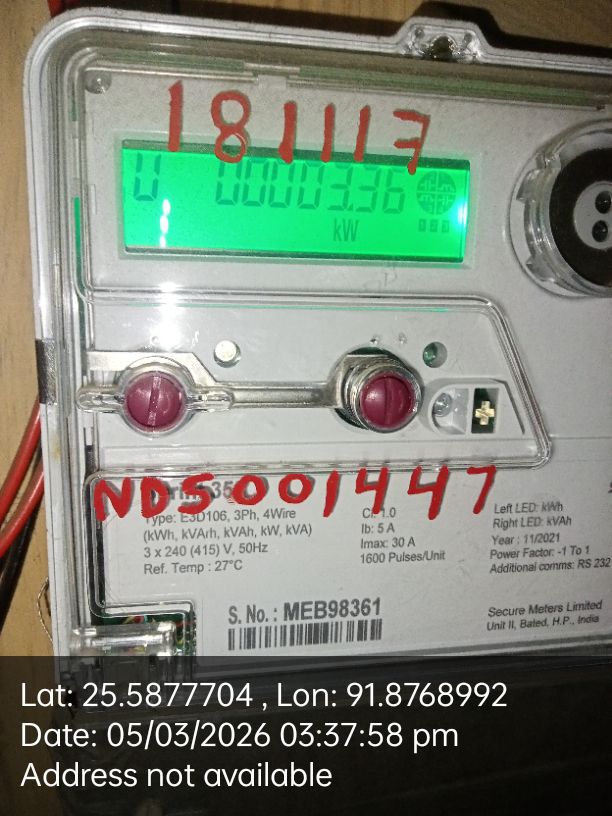 181117
U 00003.36
kW
NDS001447
Type: E3D106, 3Ph, 4Wire
(kWh, kVArh, kVAh, kW, kVA)
3 x 240 (415) V, 50Hz
Ref. Temp : 27°C
Cl. 1.0
Ib: 5 A
Imax: 30 A
1600 Pulses/Unit
Left LED: kWh
Right LED: kVAh
Year : 11/2021
Power Factor: -1 To 1
Additional comms: RS 232
S. No. : MEB98361
Secure Meters Limited
Unit II, Bated, H.P., India
Lat: 25.5877704 , Lon: 91.8768992
Date: 05/03/2026 03:37:58 pm
Address not available